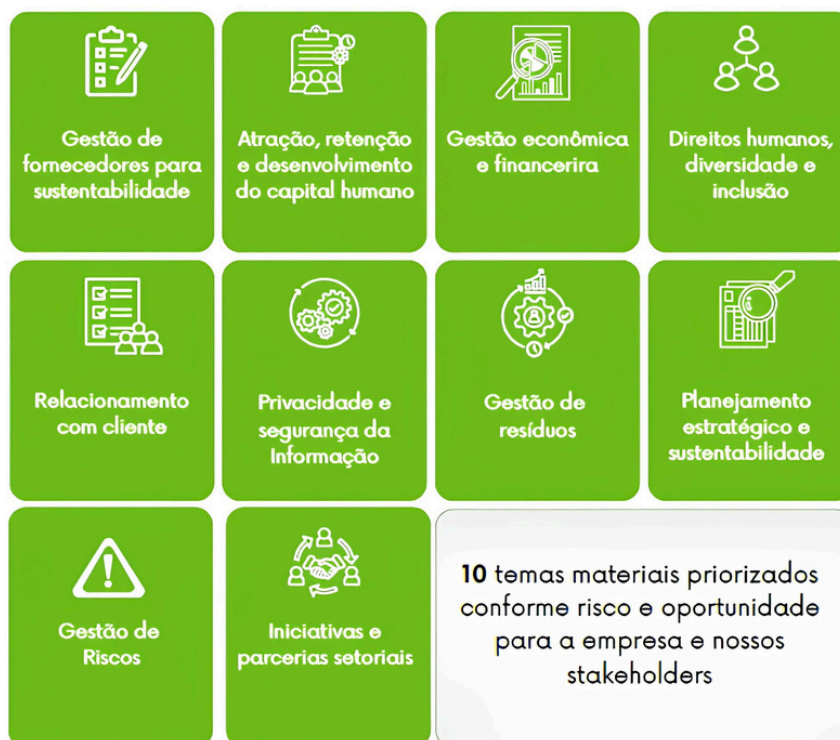 Gestão de
fornecedores para
sustentabilidade
Atração, retenção
e desenvolvimento
do capital humano
Gestão econômica
e financerira
Direitos humanos,
diversidade e
inclusão
Relacionamento
com cliente
Privacidade e
segurança da
Informação
Gestão de
resíduos
Planejamento
estratégico e
sustentabilidade
Gestão de
Riscos
Iniciativas e
parcerias setoriais
10 temas materiais priorizados
conforme risco e oportunidade
para a empresa e nossos
stakeholders